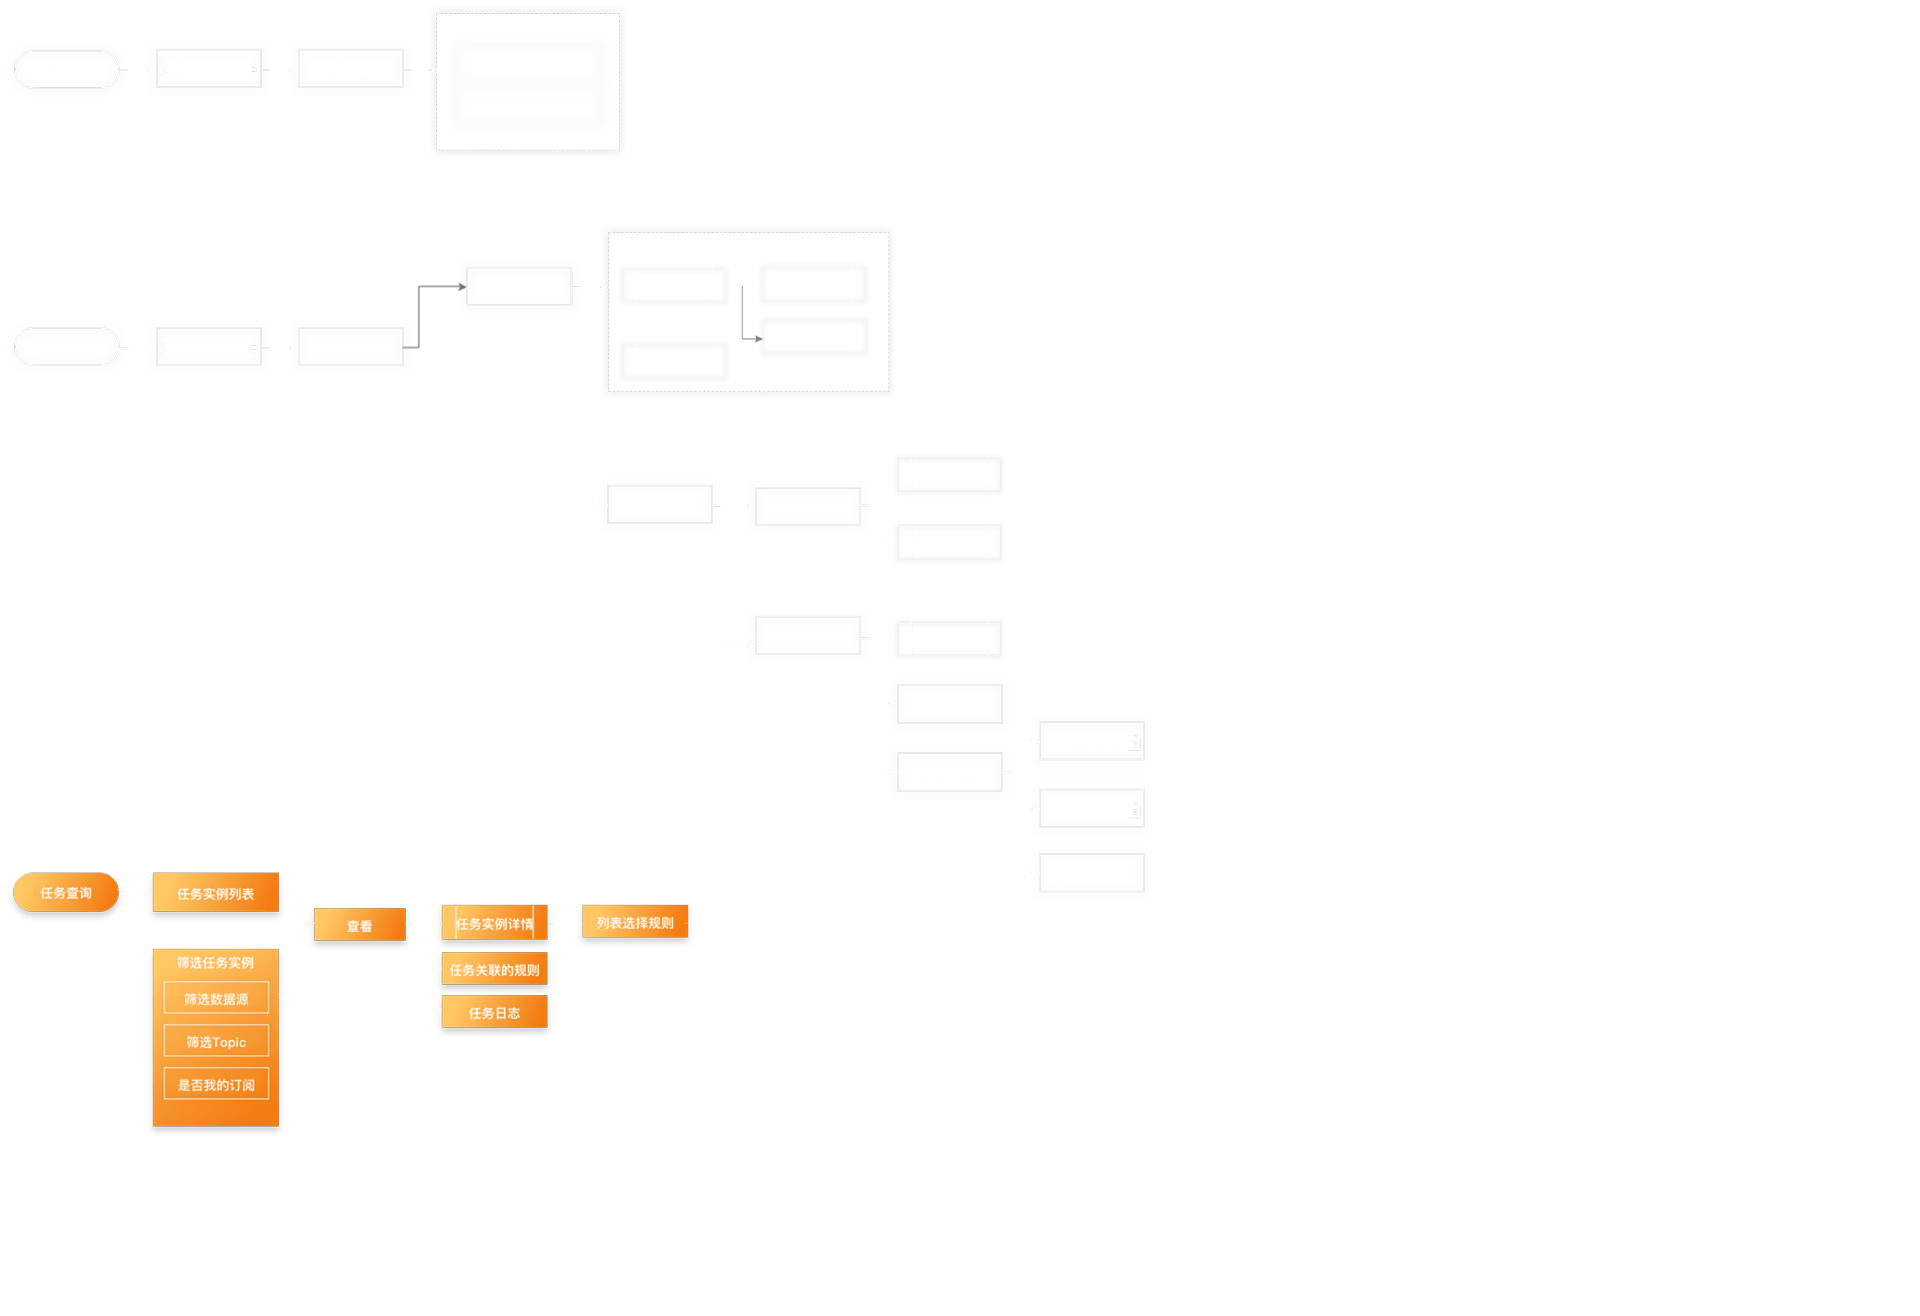 任务查询
任务实例列表
查看
任务实例详情
列表选择规则
任务关联的规则
任务日志
筛选任务实例
筛选数据源
筛选Topic
是否我的订阅